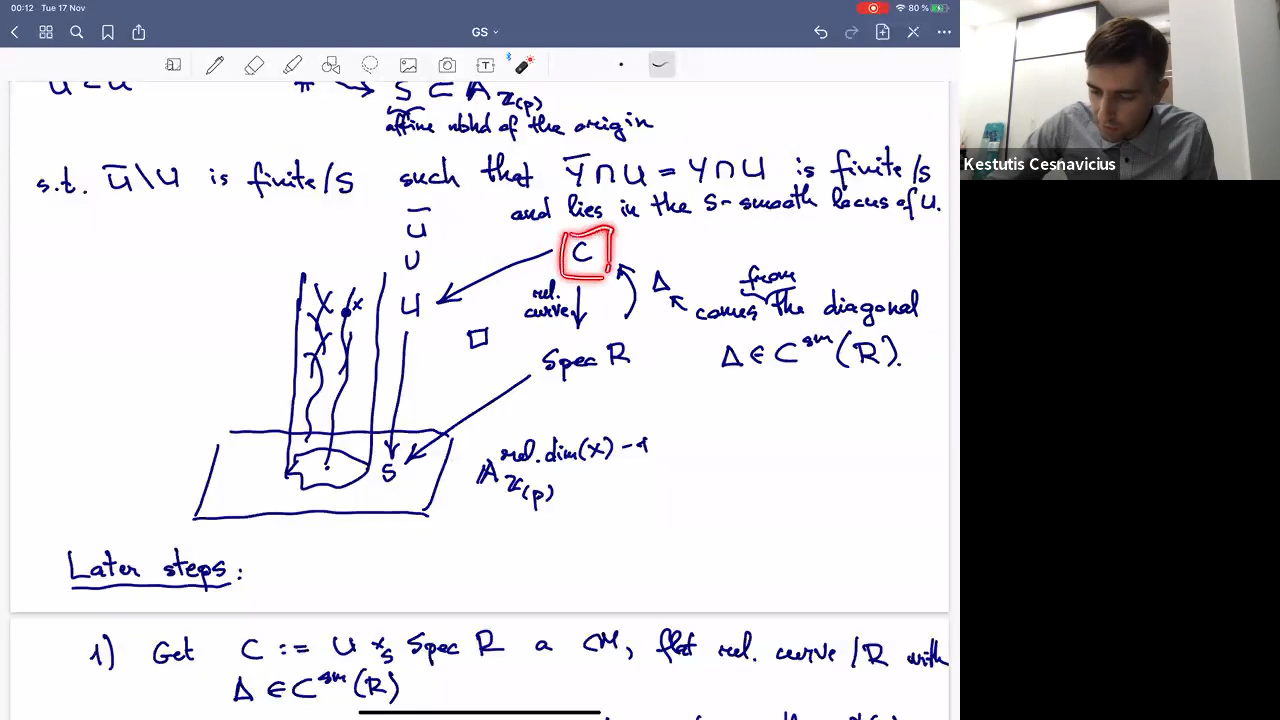 00:12 Tue 17 Nov
80 %
GS
S ⊂ A_Z(p)
affine nbhd of the origin
s.t. U̅\U is finite/S such that Y̅∩U = Y∩U is finite/S
and lies in the S-smooth locus of U.
U̅
∪
U
C
rel. curve
Δ
comes from the diagonal
Δ ∈ C^sm(R).
□
Spec R
x
S
A_Z(p)^rel.dim(X)-1
Later steps:
1) Get C := U ×_S Spec R a CM, flat rel. curve/R with
Δ ∈ C^sm(R)
Kestutis Cesnavicius